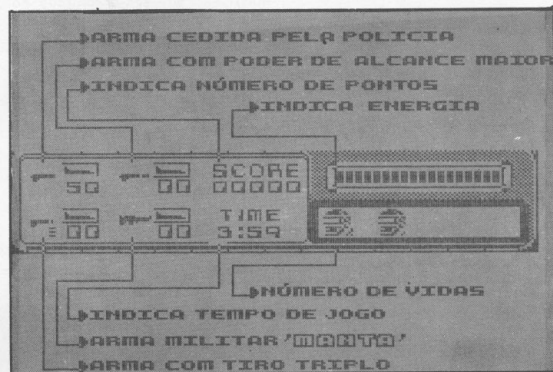 ARMA CEDIDA PELA POLICIA
ARMA COM PODER DE ALCANCE MAIOR
INDICA NÚMERO DE PONTOS
INDICA ENERGIA
SCORE
50 00 00000
TIME
00 00 3:59
NÚMERO DE VIDAS
INDICA TEMPO DE JOGO
ARMA MILITAR 'MANTA'
ARMA COM TIRO TRIPLO